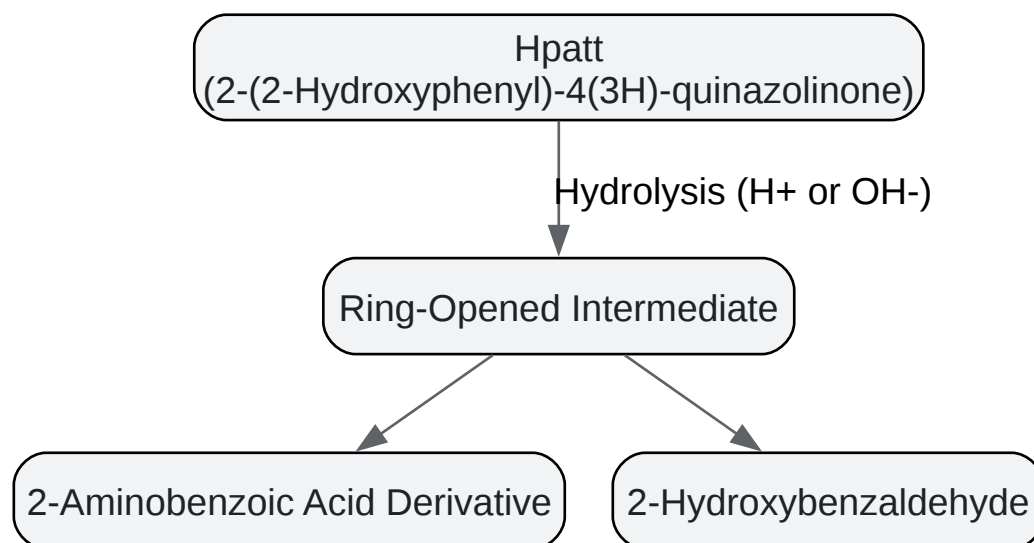 Hpatt
(2-(2-Hydroxyphenyl)-4(3H)-quinazolinone)
Hydrolysis (H+ or OH-)
Ring-Opened Intermediate
2-Aminobenzoic Acid Derivative
2-Hydroxybenzaldehyde